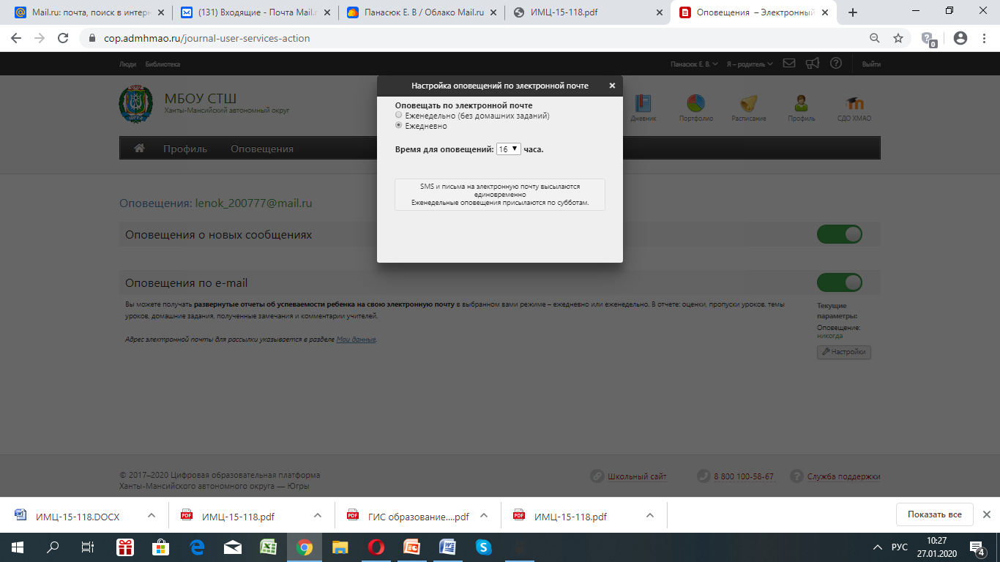 Mail.ru: почта, поиск в интерн
(131) Входящие - Почта Mail.r
Панасюк Е. В / Облако Mail.ru
ИМЦ-15-118.pdf
Оповещения – Электронный
cop.admhmao.ru/journal-user-services-action
0
Люди Библиотека
Панасюк Е. В. Я – родитель Выйти
МБОУ СТШ
Ханты-Мансийский автономный округ
Дневник Портфолио Расписание Профиль СДО ХМАО
Профиль Оповещения
Настройка оповещений по электронной почте
Оповещать по электронной почте
Еженедельно (без домашних заданий)
Ежедневно
Время для оповещений: 16 часа.
SMS и письма на электронную почту высылаются
единовременно
Еженедельные оповещения присылаются по субботам.
Оповещения: lenok_200777@mail.ru
Оповещения о новых сообщениях
Оповещения по e-mail
Вы можете получать развернутые отчеты об успеваемости ребенка на свою электронную почту в выбранном вами режиме – ежедневно или еженедельно. В отчете: оценки, пропуски уроков, темы
уроков, домашние задания, полученные замечания и комментарии учителей.
Адрес электронной почты для рассылки указывается в разделе Мои данные.
Текущие
параметры:
Оповещение:
никогда
Настройки
© 2017–2020 Цифровая образовательная платформа
Ханты-Мансийского автономного округа — Югры
Школьный сайт
8 800 100-58-67
Служба поддержки
ИМЦ-15-118.DOCX
ИМЦ-15-118.pdf
ГИС образование....pdf
ИМЦ-15-118.pdf
Показать все
РУС
10:27
27.01.2020
4